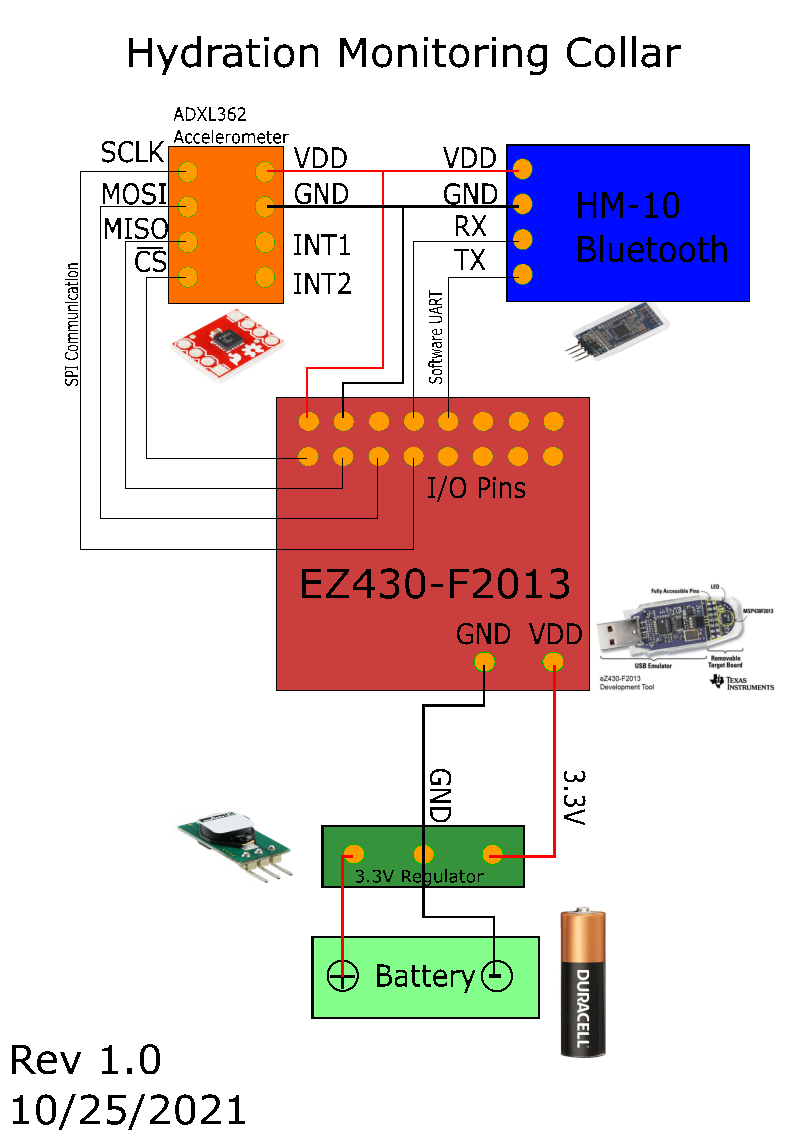 Hydration Monitoring Collar
ADXL362
Accelerometer
SCLK
MOSI
MISO
CS
VDD
GND
INT1
INT2
VDD
GND
RX
TX
HM-10
Bluetooth
SPI Communication
Software UART
I/O Pins
EZ430-F2013
GND VDD
Fully Accessible Pins
LED
MSP430F2013
USB Emulator
Removable
Target Board
eZ430-F2013
Development Tool
TEXAS
INSTRUMENTS
GND
3.3V
3.3V Regulator
+ Battery -
DURACELL
Rev 1.0
10/25/2021